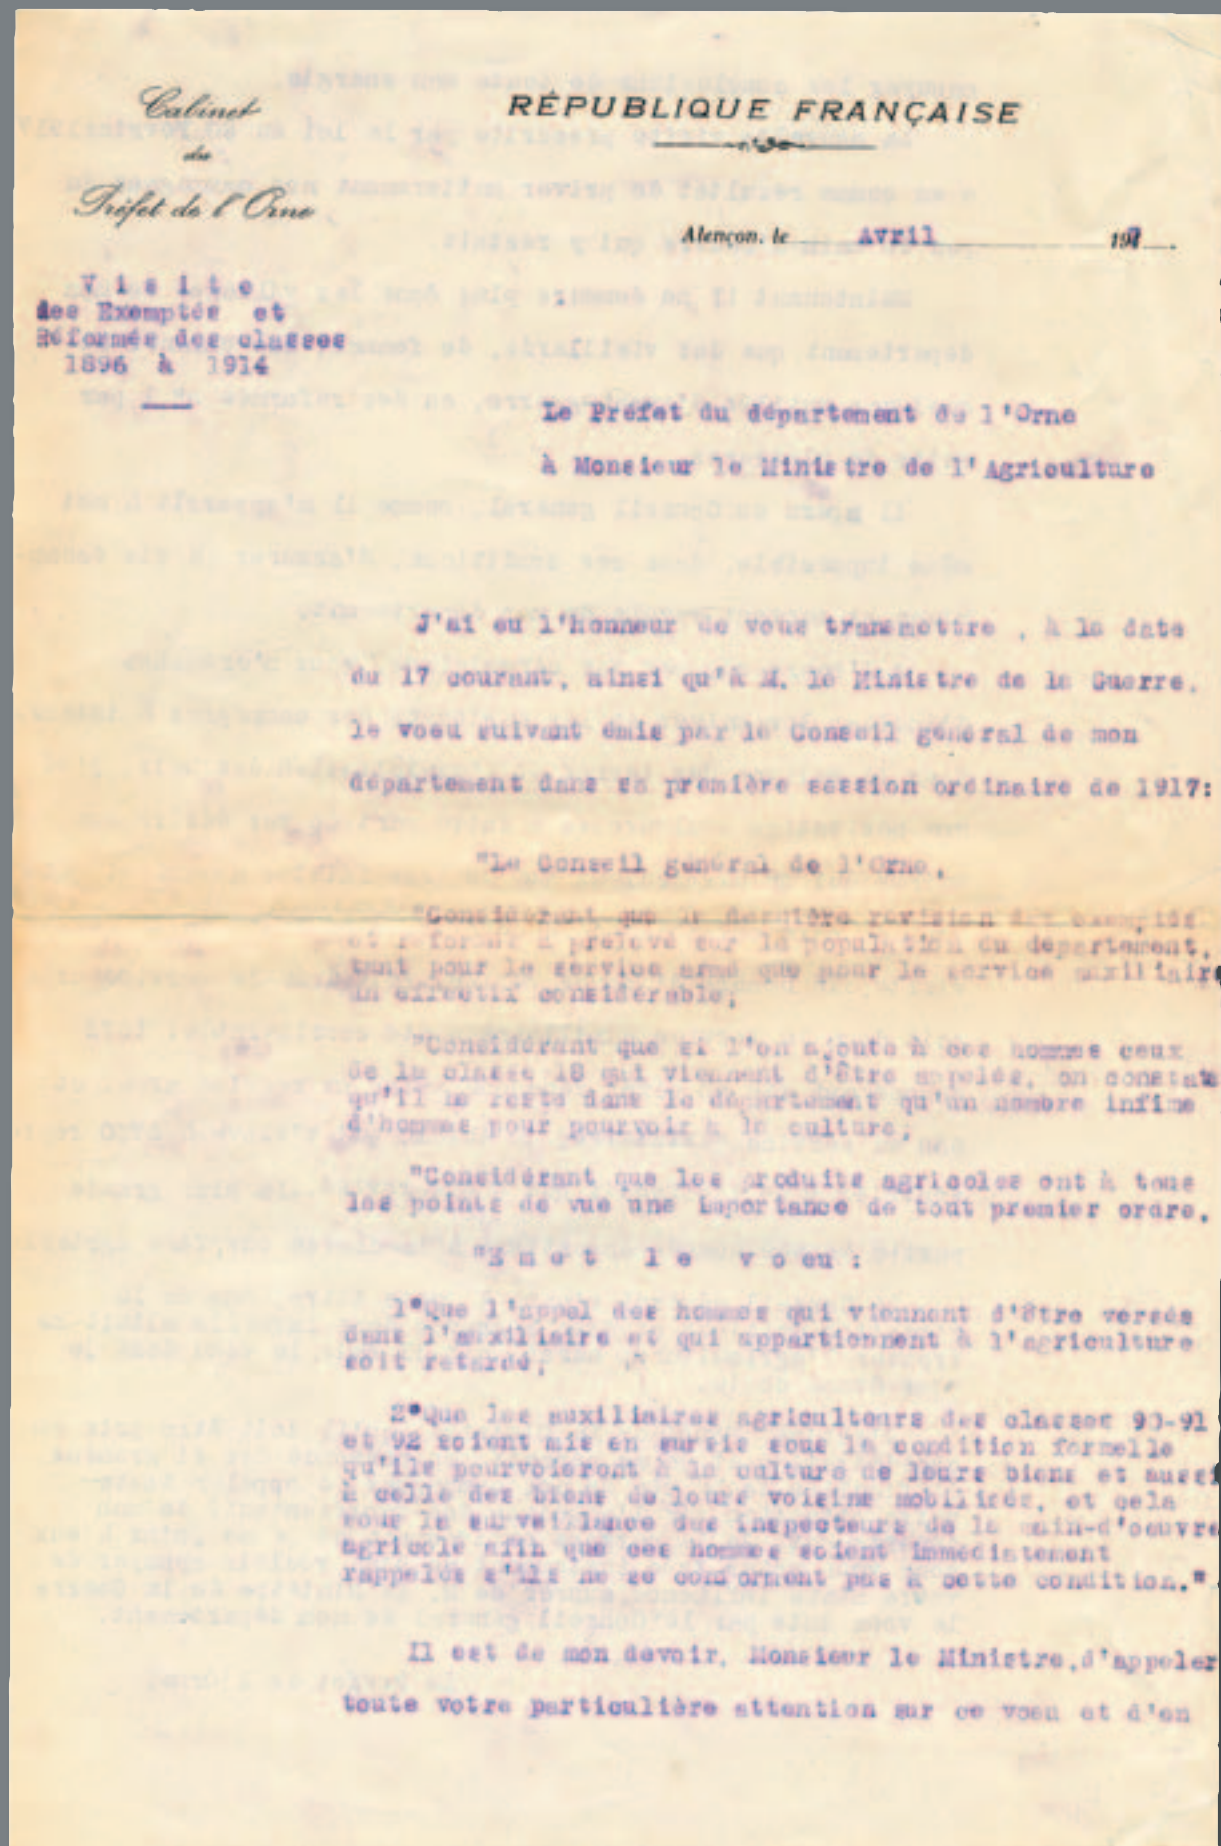 Cabinet
du
Préfet de l'Orne
RÉPUBLIQUE FRANÇAISE
Alençon, le Avril 1917
Visite
des Exemptés et
Réformés des classes
1896 à 1914
Le Préfet du département de l'Orne
à Monsieur le Ministre de l'Agriculture
J'ai eu l'honneur de vous transmettre , à la date
du 17 courant, ainsi qu'à M. le Ministre de la Guerre,
le voeu suivant émis par le Conseil général de mon
département dans sa première session ordinaire de 1917:
"Le Conseil général de l'Orne,
"Considérant que la dernière revision des exemptés
et reformés a prélevé sur la population du département,
tant pour le service armé que pour le service auxiliaire
un effectif considérable;
"Considérant que si l'on ajoute à ces hommes ceux
de la classe 18 qui viennent d'être appelés, on constate
qu'il ne reste dans le département qu'un nombre infime
d'hommes pour pourvoir à la culture;
"Considérant que les produits agricoles ont à tous
les points de vue une importance de tout premier ordre,
"Emet le voeu :
1°Que l'appel des hommes qui viennent d'être versés
dans l'auxiliaire et qui appartiennent à l'agriculture
soit retardé;
2°Que les auxiliaires agriculteurs des classes 90-91
et 92 soient mis en sursis sous la condition formelle
qu'ils pourvoieront à la culture de leurs biens et aussi
à celle des biens de leurs voisins mobilisés, et cela
sous la surveillance des inspecteurs de la main-d'oeuvre
agricole afin que ces hommes soient immédiatement
rappelés s'ils ne se conforment pas à cette condition."
Il est de mon devoir, Monsieur le Ministre,d'appeler
toute votre particulière attention sur ce voeu et d'en